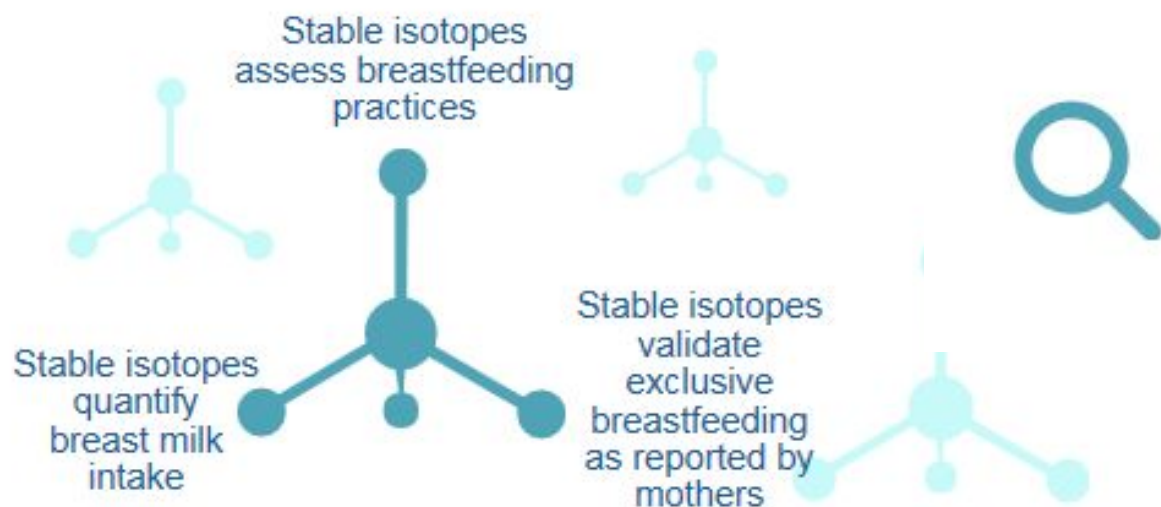 Stable isotopes
assess breastfeeding
practices
Stable isotopes
quantify
breast milk
intake
Stable isotopes
validate
exclusive
breastfeeding
as reported by
mothers